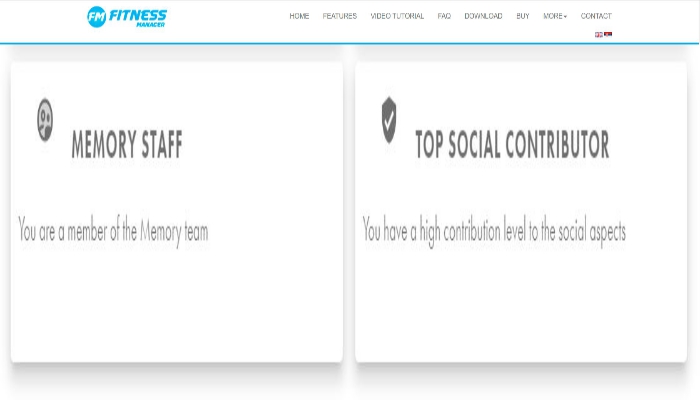 FM FITNESS
MANAGER
HOME FEATURES VIDEO TUTORIAL FAQ DOWNLOAD BUY MORE CONTACT
MEMORY STAFF
You are a member of the Memory team
TOP SOCIAL CONTRIBUTOR
You have a high contribution level to the social aspects